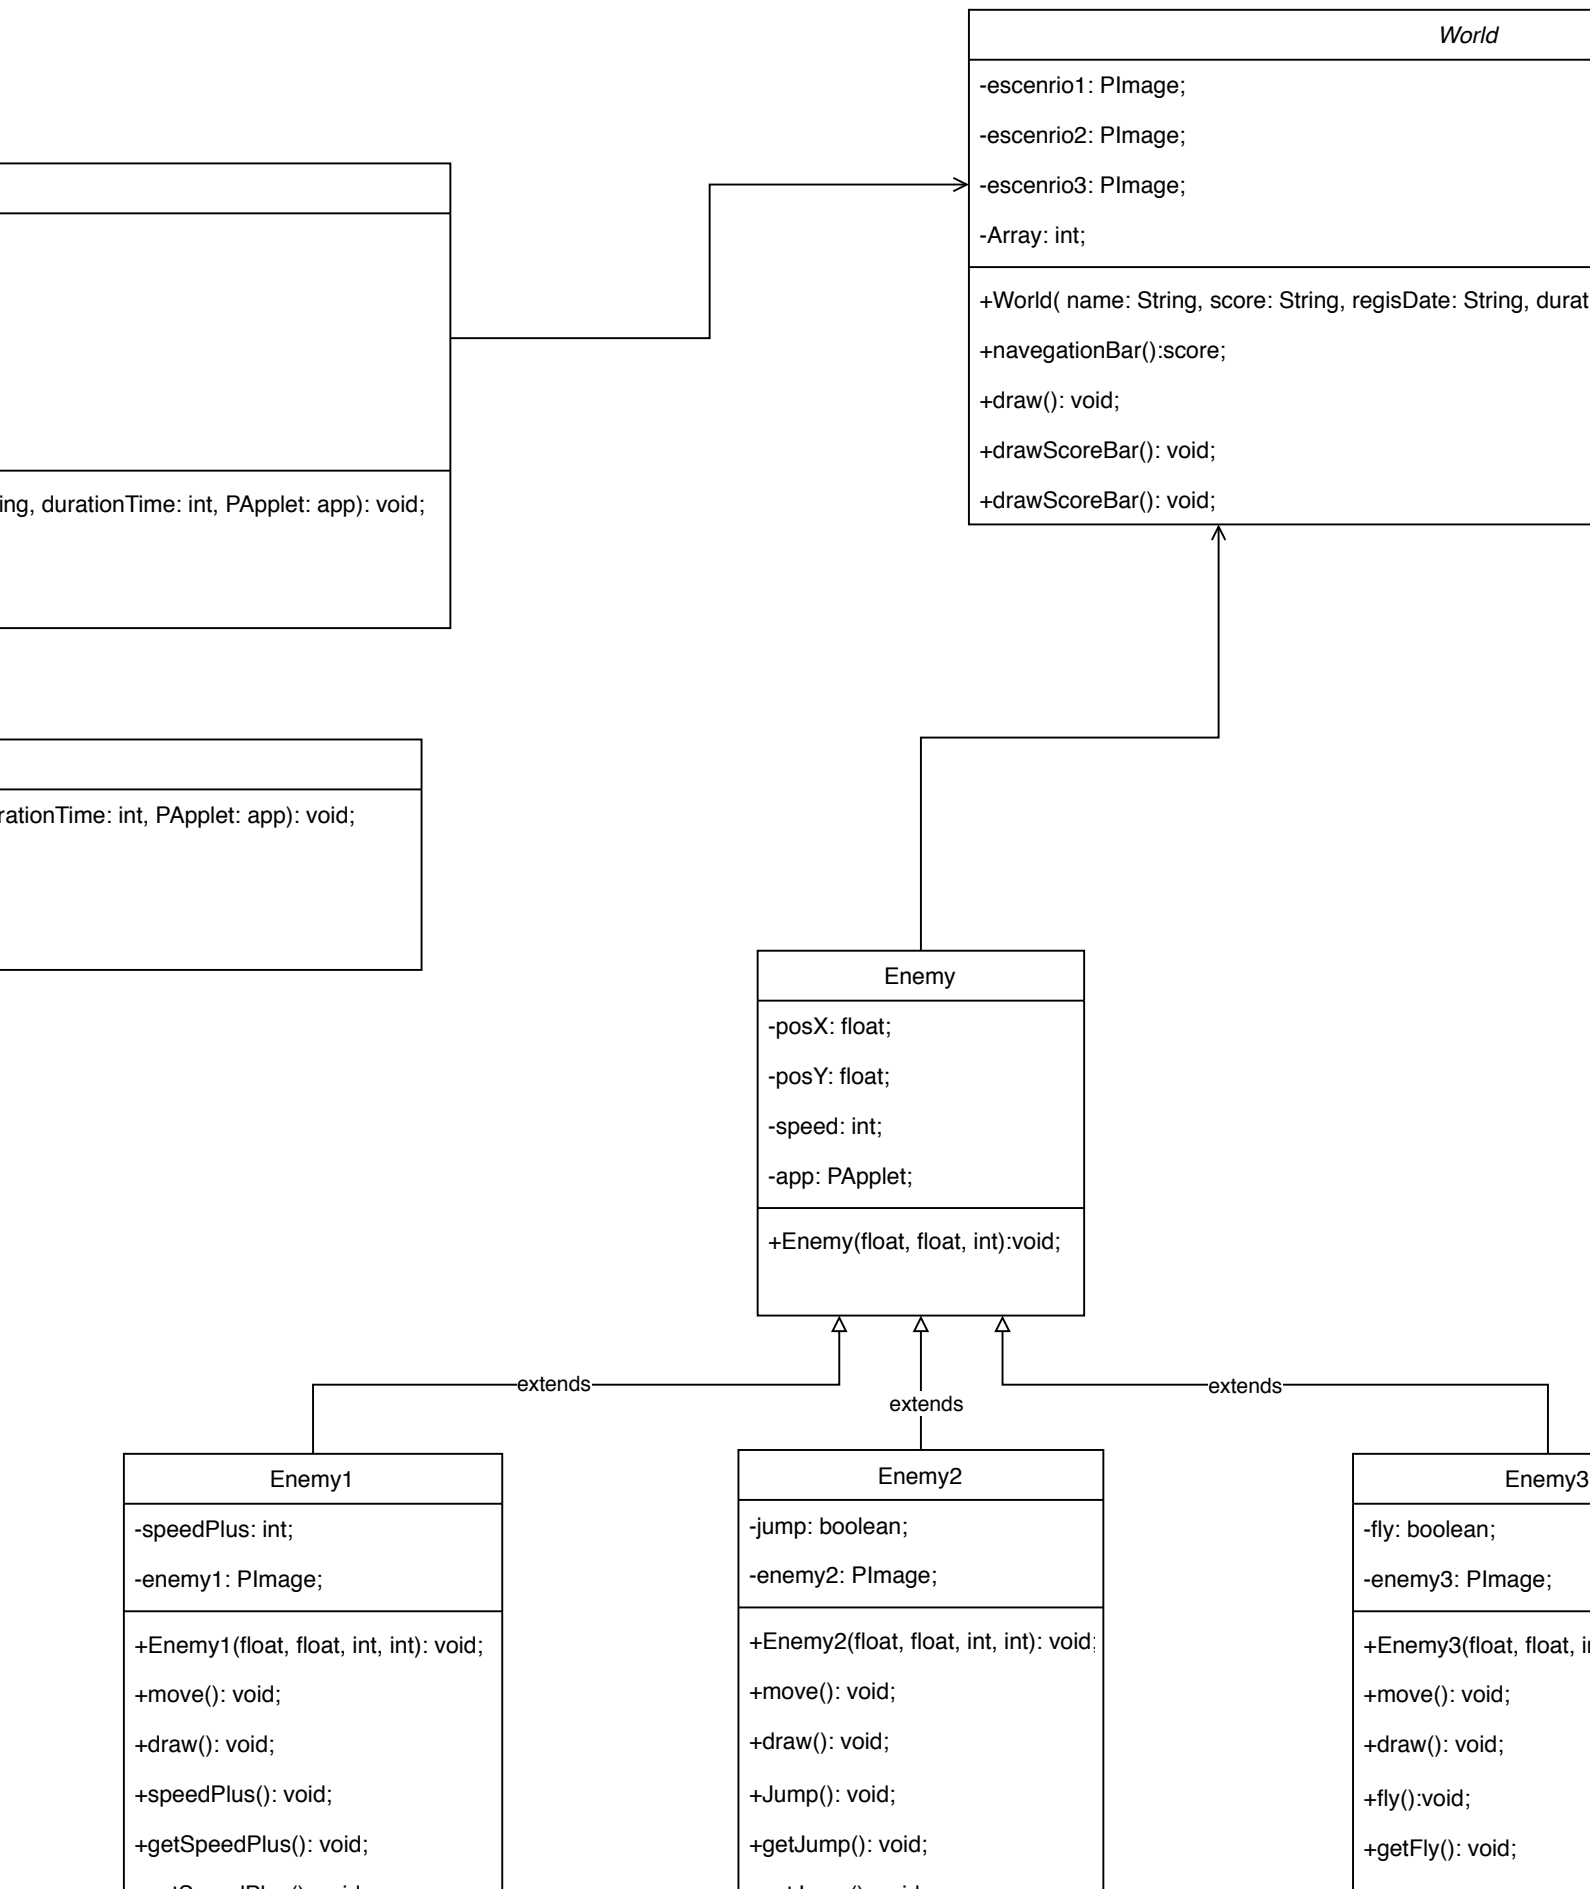 World
-escenrio1: PImage;
-escenrio2: PImage;
-escenrio3: PImage;
-Array: int;
+World( name: String, score: String, regisDate: String, durat
+navegationBar():score;
+draw(): void;
+drawScoreBar(): void;
+drawScoreBar(): void;
ing, durationTime: int, PApplet: app): void;
rationTime: int, PApplet: app): void;
Enemy
-posX: float;
-posY: float;
-speed: int;
-app: PApplet;
+Enemy(float, float, int):void;
extends
extends
extends
Enemy1
-speedPlus: int;
-enemy1: PImage;
+Enemy1(float, float, int, int): void;
+move(): void;
+draw(): void;
+speedPlus(): void;
+getSpeedPlus(): void;
Enemy2
-jump: boolean;
-enemy2: PImage;
+Enemy2(float, float, int, int): void;
+move(): void;
+draw(): void;
+Jump(): void;
+getJump(): void;
Enemy3
-fly: boolean;
-enemy3: PImage;
+Enemy3(float, float,
+move(): void;
+draw(): void;
+fly():void;
+getFly(): void;